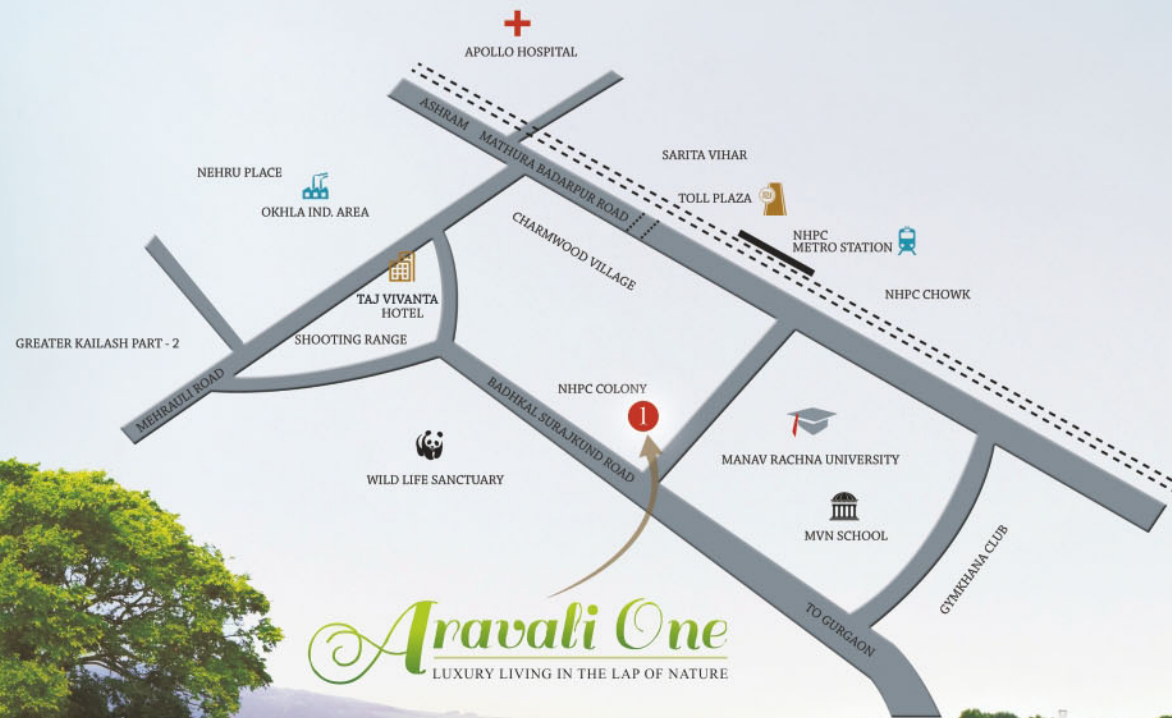 APOLLO HOSPITAL
ASHRAM MATHURA BADARPUR ROAD
SARITA VIHAR
NEHRU PLACE
TOLL PLAZA
OKHLA IND. AREA
CHARMWOOD VILLAGE
NHPC
METRO STATION
NHPC CHOWK
TAJ VIVANTA
HOTEL
SHOOTING RANGE
GREATER KAILASH PART - 2
MEHRAULI ROAD
NHPC COLONY
1
BADHKAL SURAJKUND ROAD
MANAV RACHNA UNIVERSITY
WILD LIFE SANCTUARY
MVN SCHOOL
GYMKHANA CLUB
TO GURGAON
Aravali One
LUXURY LIVING IN THE LAP OF NATURE